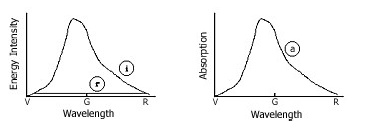 Energy Intensity
i
r
V G R
Wavelength
Absorption
a
V G R
Wavelength